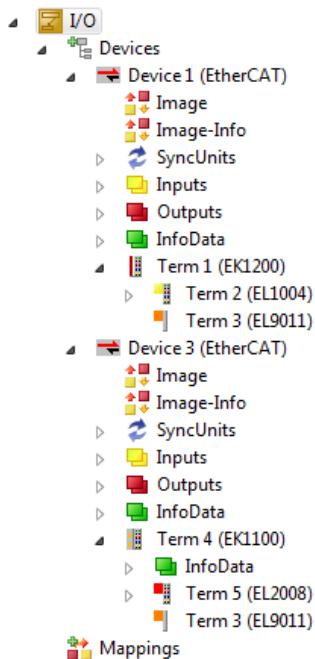 I/O
Devices
Device 1 (EtherCAT)
Image
Image-Info
SyncUnits
Inputs
Outputs
InfoData
Term 1 (EK1200)
Term 2 (EL1004)
Term 3 (EL9011)
Device 3 (EtherCAT)
Image
Image-Info
SyncUnits
Inputs
Outputs
InfoData
Term 4 (EK1100)
InfoData
Term 5 (EL2008)
Term 3 (EL9011)
Mappings